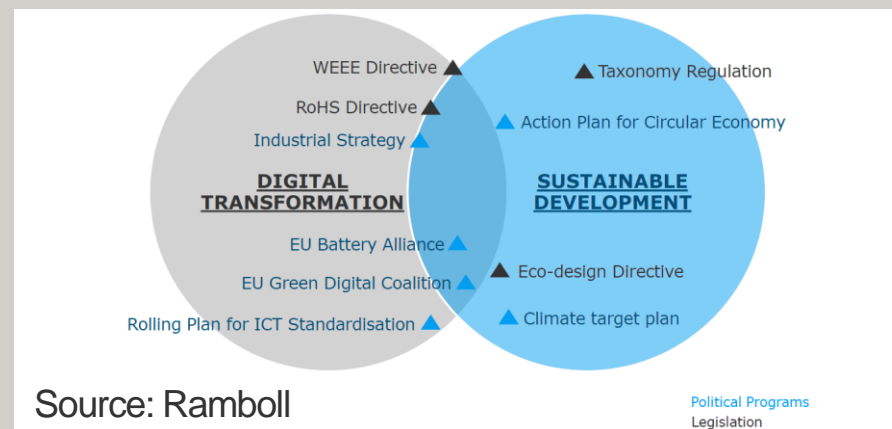 WEEE Directive
Taxonomy Regulation
RoHS Directive
Action Plan for Circular Economy
Industrial Strategy
DIGITAL
TRANSFORMATION
SUSTAINABLE
DEVELOPMENT
EU Battery Alliance
Eco-design Directive
EU Green Digital Coalition
Rolling Plan for ICT Standardisation
Climate target plan
Source: Ramboll
Political Programs
Legislation